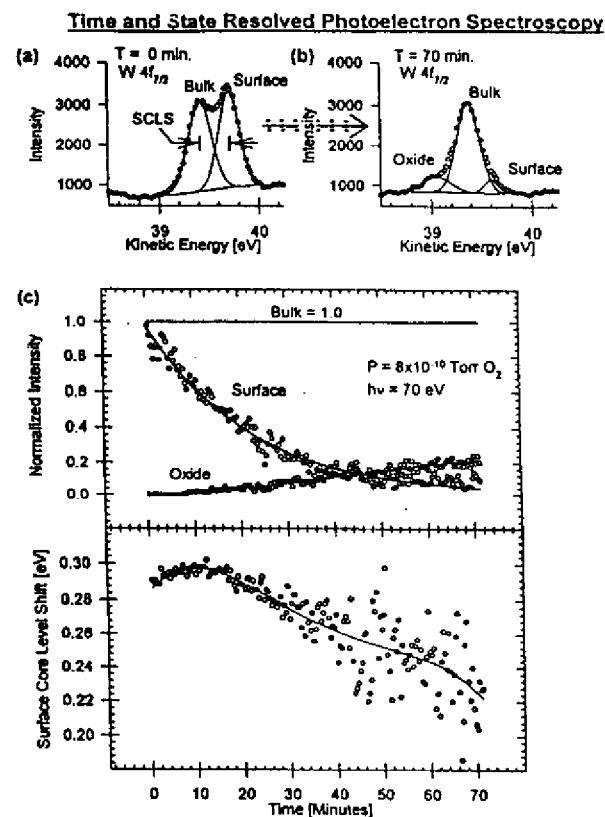 Time and State Resolved Photoelectron Spectroscopy
(a)
T = 0 min.
W 4f7/2
Bulk
Surface
SCLS
4000
3000
2000
1000
Intensity
39
40
Kinetic Energy [eV]
(b)
T = 70 min.
W 4f7/2
Bulk
Oxide
Surface
4000
3000
2000
1000
Intensity
39
40
Kinetic Energy [eV]
(c)
Bulk = 1.0
P = 8x10⁻¹⁰ Torr O₂
hν = 70 eV
Surface
Oxide
1.0
0.8
0.6
0.4
0.2
0.0
Normalized Intensity
0.30
0.28
0.26
0.24
0.22
0.20
Surface Core Level Shift [eV]
0 10 20 30 40 50 60 70 80
Time [Minutes]